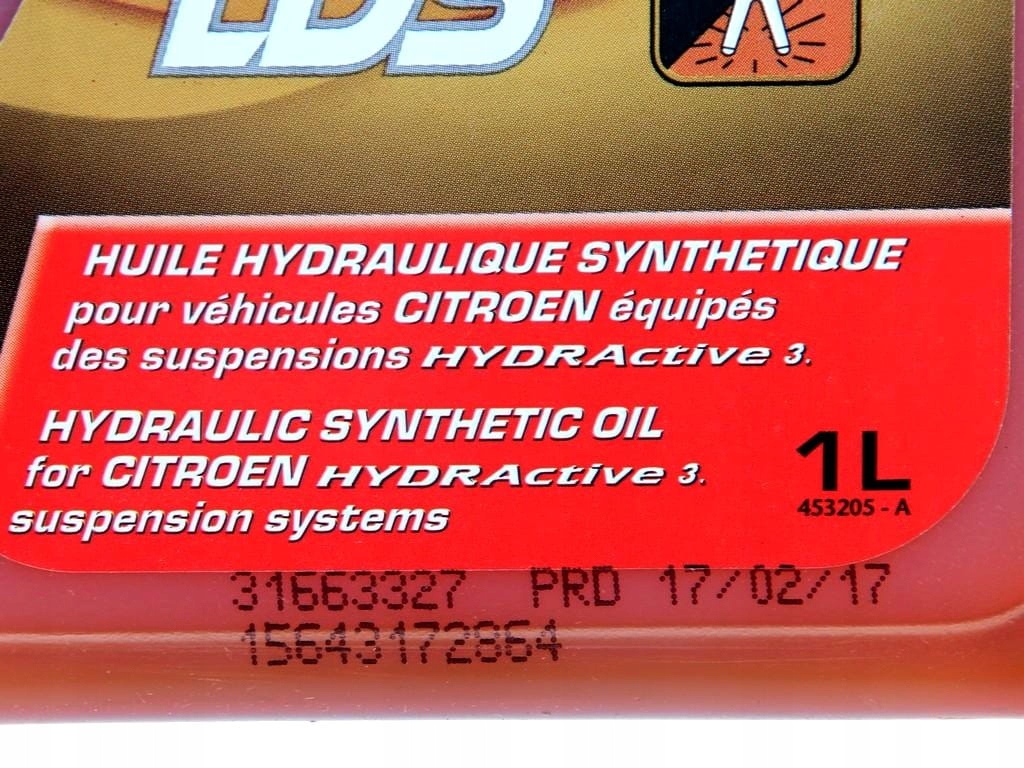 LDS
HUILE HYDRAULIQUE SYNTHETIQUE
pour véhicules CITROEN équipés
des suspensions HYDRActive 3.
HYDRAULIC SYNTHETIC OIL
for CITROEN HYDRActive 3.
suspension systems
1L
453205 - A
31663327 PRD 17/02/17
15643172864